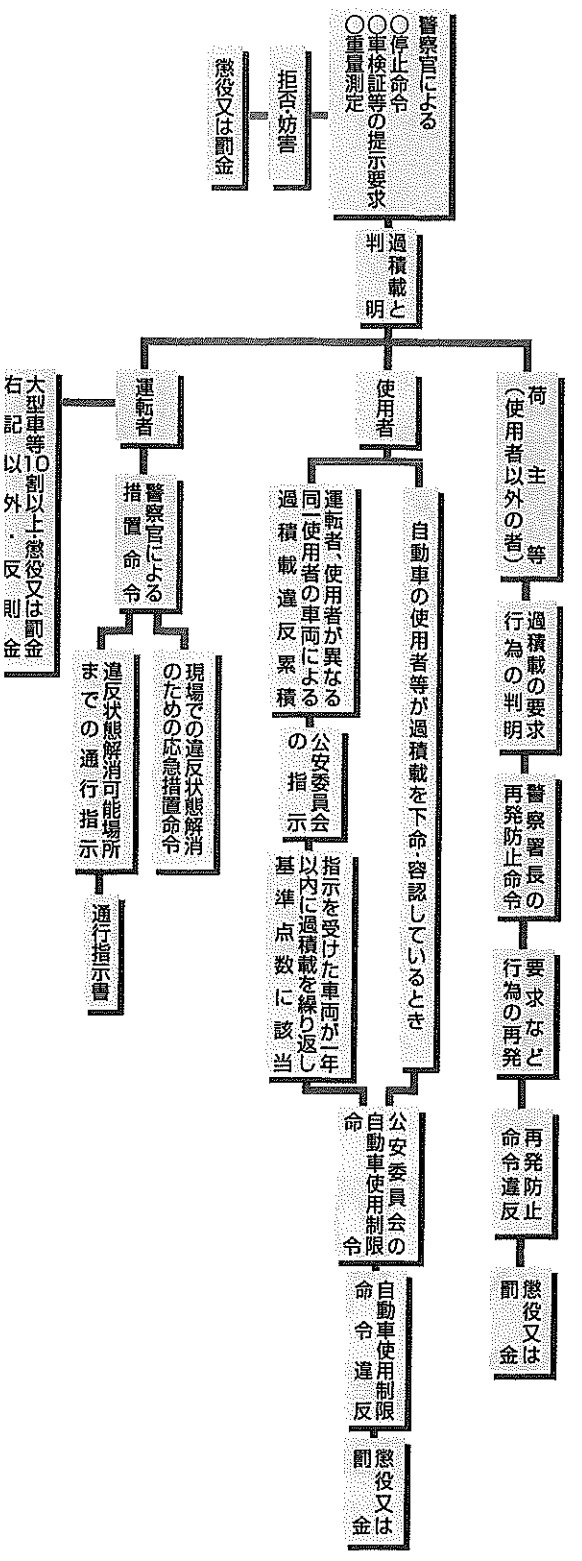 警察官による
○停止命令
○車検証等の提示要求
○重量測定
拒否・妨害
懲役又は罰金
過積載と
判明
荷主等
（使用者以外の者）
過積載の要求
行為の判明
警察署長の
再発防止命令
要求など
行為の再発
再発防止
命令違反
懲役又は
罰金
使用者
自動車の使用者等が過積載を下命・容認しているとき
運転者、使用者が異なる
同一使用者の車両による
過積載違反累積
公安委員会
の指示
指示を受けた車両が一年
以内に過積載を繰り返し
基準点数に該当
公安委員会の
自動車使用制限
命令
自動車使用制限
命令違反
懲役又は
罰金
運転者
警察官による
措置命令
現場での違反状態解消
のための応急措置命令
違反状態解消可能場所
までの通行指示
通行指示書
大型車等10割以上・懲役又は罰金
右記以外・反則金